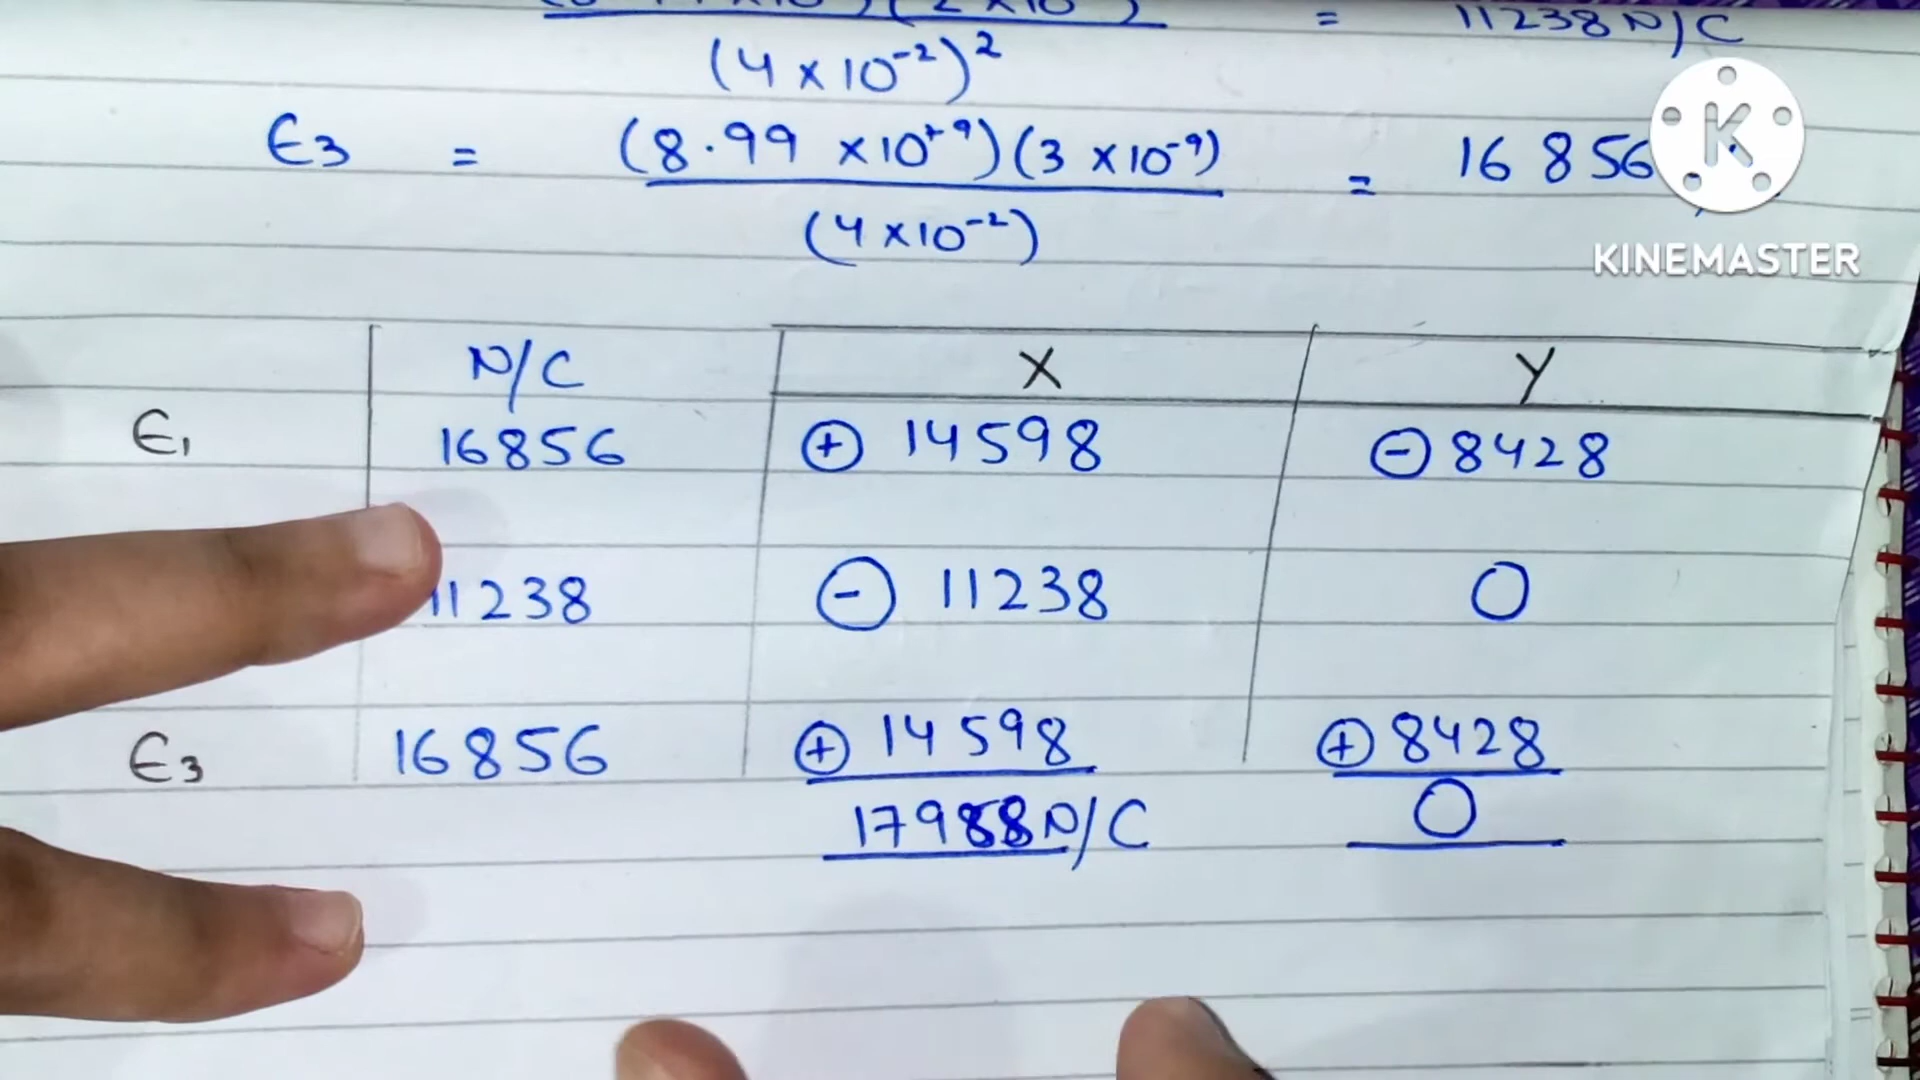 = 11238 N/C
(4 × 10⁻²)²
E3 = (8.99 × 10⁺⁹)(3 × 10⁻⁹) = 16 856
(4 × 10⁻²)
KINEMASTER
N/C X Y
E₁ 16856 ⊕ 14598 ⊖ 8428
11238 ⊖ 11238 0
E₃ 16856 ⊕ 14598 ⊕ 8428
17958 N/C 0